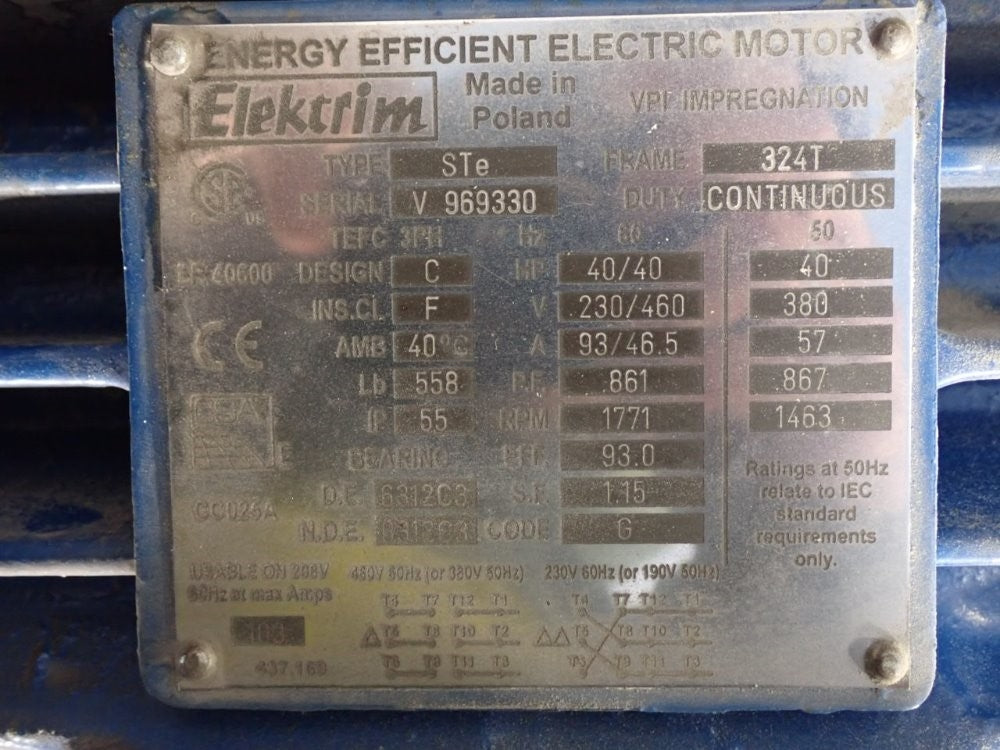 ENERGY EFFICIENT ELECTRIC MOTOR
Elektrim Made in Poland VPI IMPREGNATION
TYPE STe FRAME 324T
SERIAL V 969330 DUTY CONTINUOUS
TEFC 3PH Hz 60 50
DESIGN C HP 40/40 40
INS.CL F V 230/460 380
AMB 40°C A 93/46.5 57
Lb 558 P.F. .861 .867
IP 55 RPM 1771 1463
BEARING EFF. 93.0
D.E. 6312C3 S.F. 1.15
N.D.E. CODE G
Ratings at 50Hz
relate to IEC
standard
requirements
only.
CC025A
USABLE ON 208V
60Hz at max Amps
103
437.169
460V 60Hz (or 380V 50Hz) 230V 60Hz (or 190V 50Hz)
T6 T7 T12 T1 T4 T7 T12 T1
T8 T10 T2 T5 T8 T10 T2
T9 T11 T3 T9 T11 T3